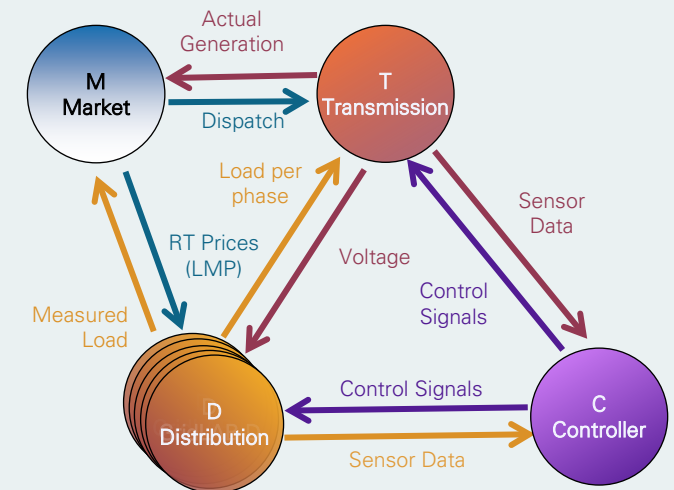 Actual
Generation
M
Market
T
Transmission
Dispatch
Load per
phase
Sensor
Data
RT Prices
(LMP)
Voltage
Control
Signals
Measured
Load
Control Signals
D
Distribution
C
Controller
Sensor Data